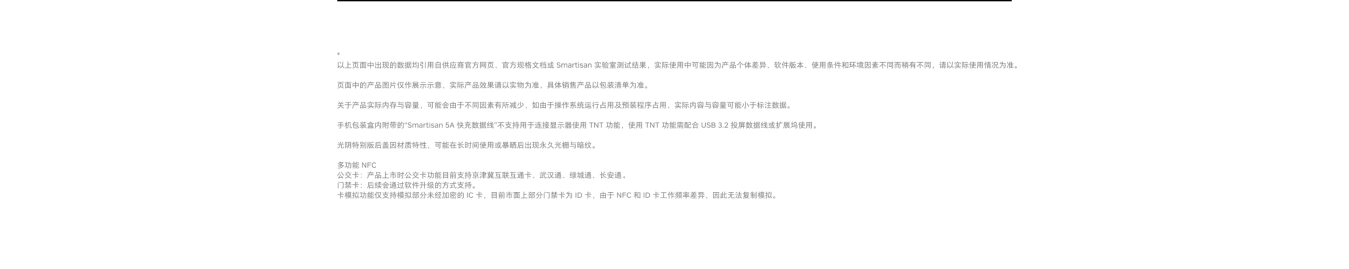 *
以上页面中出现的数据均引用自供应商官方网页、官方规格文档或 Smartisan 实验室测试结果，实际使用中可能因为产品个体差异、软件版本、使用条件和环境因素不同而稍有不同，请以实际使用情况为准。
页面中的产品图片仅作展示示意，实际产品效果请以实物为准，具体销售产品以包装清单为准。
关于产品实际内存与容量，可能会由于不同因素有所减少，如由于操作系统运行占用及预装程序占用，实际内容与容量可能小于标注数据。
手机包装盒内附带的“Smartisan 5A 快充数据线”不支持用于连接显示器使用 TNT 功能，使用 TNT 功能需配合 USB 3.2 投屏数据线或扩展坞使用。
光阴特别版后盖因材质特性，可能在长时间使用或暴晒后出现永久光栅与暗纹。
多功能 NFC
公交卡：产品上市时公交卡功能目前支持京津冀互联互通卡、武汉通、绿城通、长安通。
门禁卡：后续会通过软件升级的方式支持。
卡模拟功能仅支持模拟部分未经加密的 IC 卡，目前市面上部分门禁卡为 ID 卡，由于 NFC 和 ID 卡工作频率差异，因此无法复制模拟。